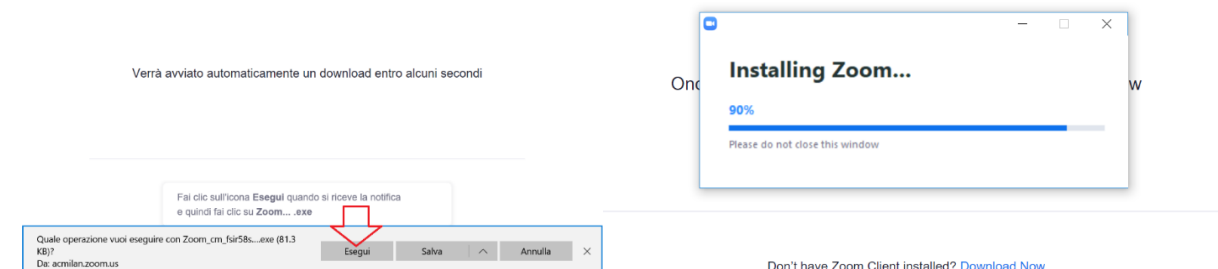 Verrà avviato automaticamente un download entro alcuni secondi
Fai clic sull'icona Esegui quando si riceve la notifica
e quindi fai clic su Zoom... .exe
Quale operazione vuoi eseguire con Zoom_cm_fsir58s....exe (81.3
KB)?
Da: acmilan.zoom.us
Esegui
Salva
Annulla
Installing Zoom...
90%
Please do not close this window
Don't have Zoom Client installed? Download Now